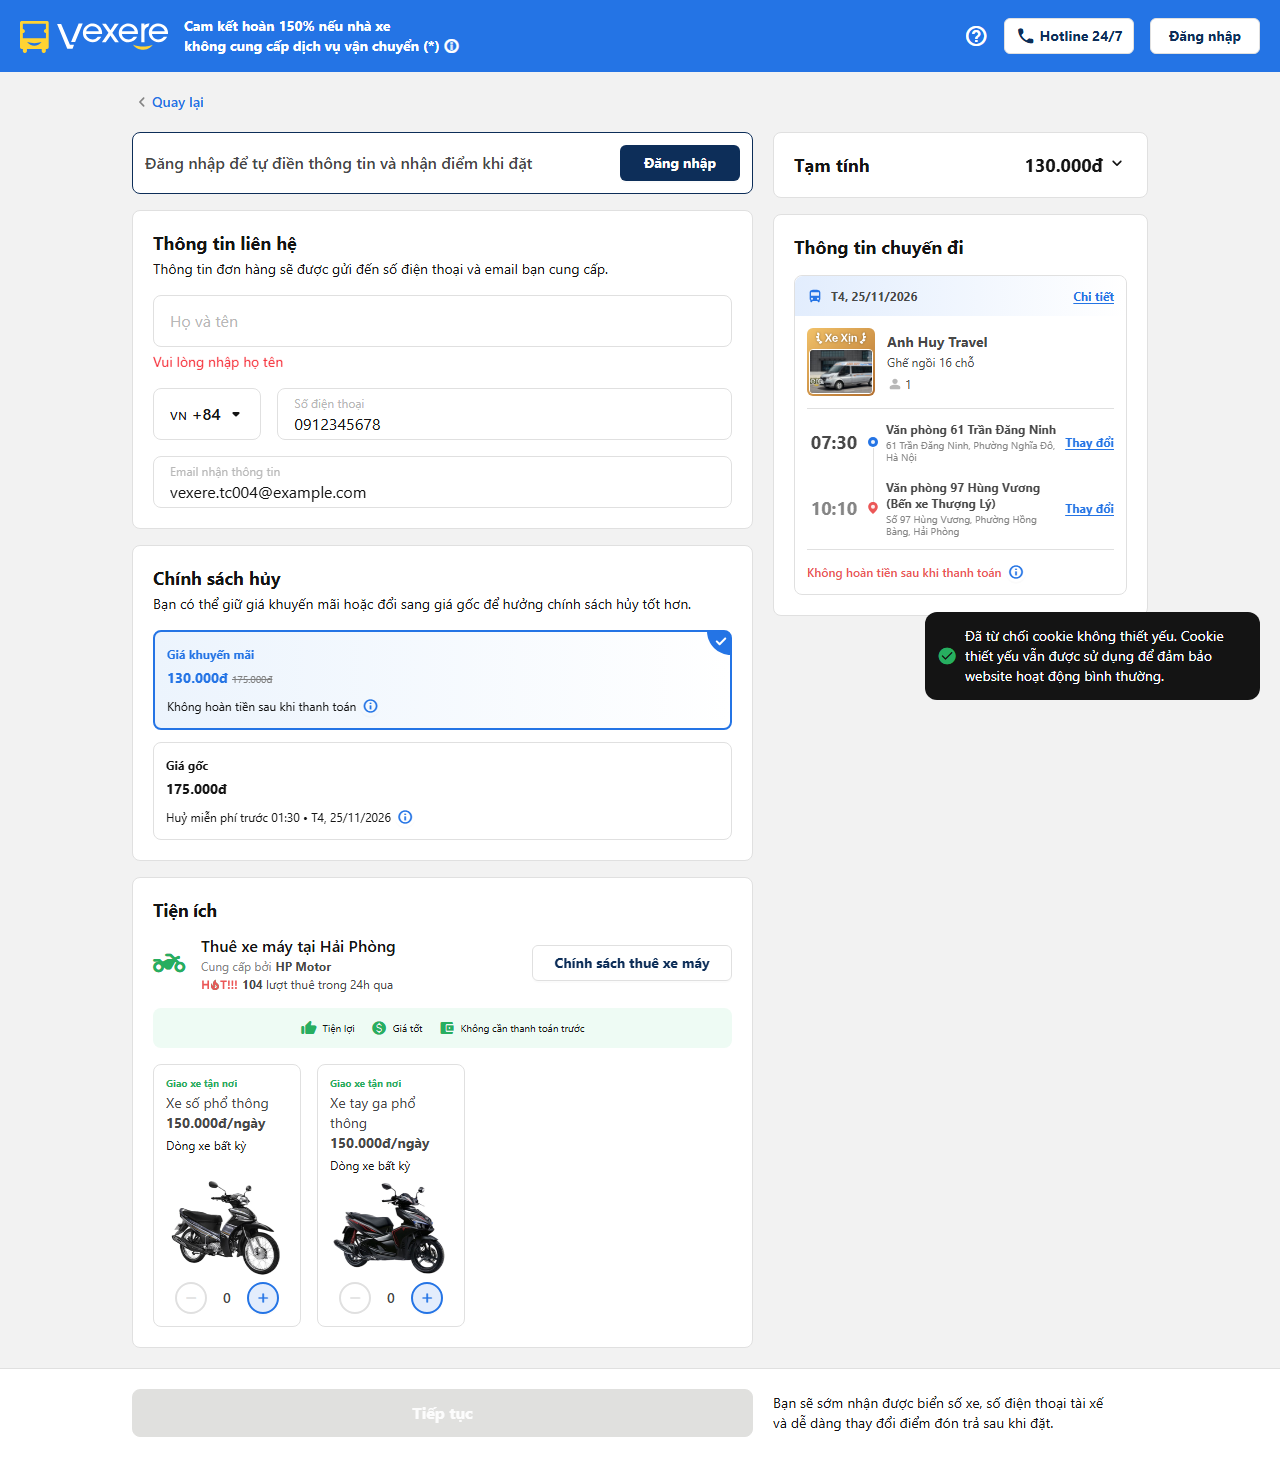 vexere
Cam kết hoàn 150% nếu nhà xe
không cung cấp dịch vụ vận chuyển (*)
Hotline 24/7
Đăng nhập
Quay lại
Đăng nhập để tự điền thông tin và nhận điểm khi đặt
Đăng nhập
Thông tin liên hệ
Thông tin đơn hàng sẽ được gửi đến số điện thoại và email bạn cung cấp.
Họ và tên
Vui lòng nhập họ tên
VN +84
Số điện thoại
0912345678
Email nhận thông tin
vexere.tc004@example.com
Chính sách hủy
Bạn có thể giữ giá khuyến mãi hoặc đổi sang giá gốc để hưởng chính sách hủy tốt hơn.
Giá khuyến mãi
130.000đ 175.000đ
Không hoàn tiền sau khi thanh toán
Giá gốc
175.000đ
Huỷ miễn phí trước 01:30 • T4, 25/11/2026
Tiện ích
Thuê xe máy tại Hải Phòng
Cung cấp bởi HP Motor
HOT!!! 104 lượt thuê trong 24h qua
Chính sách thuê xe máy
Tiện lợi
Giá tốt
Không cần thanh toán trước
Giao xe tận nơi
Xe số phổ thông
150.000đ/ngày
Dòng xe bất kỳ
0
Giao xe tận nơi
Xe tay ga phổ
thông
150.000đ/ngày
Dòng xe bất kỳ
0
Tạm tính
130.000đ
Thông tin chuyến đi
T4, 25/11/2026
Chi tiết
Xe Xịn
Anh Huy Travel
Ghế ngồi 16 chỗ
1
07:30
Văn phòng 61 Trần Đăng Ninh
61 Trần Đăng Ninh, Phường Nghĩa Đô,
Hà Nội
Thay đổi
10:10
Văn phòng 97 Hùng Vương
(Bến xe Thượng Lý)
Số 97 Hùng Vương, Phường Hồng
Bàng, Hải Phòng
Thay đổi
Không hoàn tiền sau khi thanh toán
Đã từ chối cookie không thiết yếu. Cookie
thiết yếu vẫn được sử dụng để đảm bảo
website hoạt động bình thường.
Tiếp tục
Bạn sẽ sớm nhận được biển số xe, số điện thoại tài xế
và dễ dàng thay đổi điểm đón trả sau khi đặt.